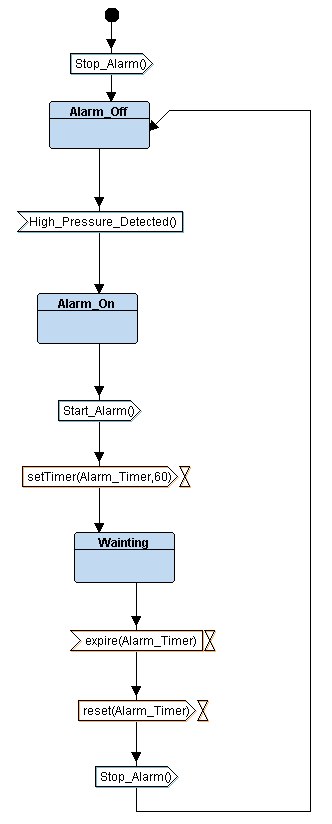 Stop_Alarm()
Alarm_Off
High_Pressure_Detected()
Alarm_On
Start_Alarm()
setTimer(Alarm_Timer,60)
Wainting
expire(Alarm_Timer)
reset(Alarm_Timer)
Stop_Alarm()